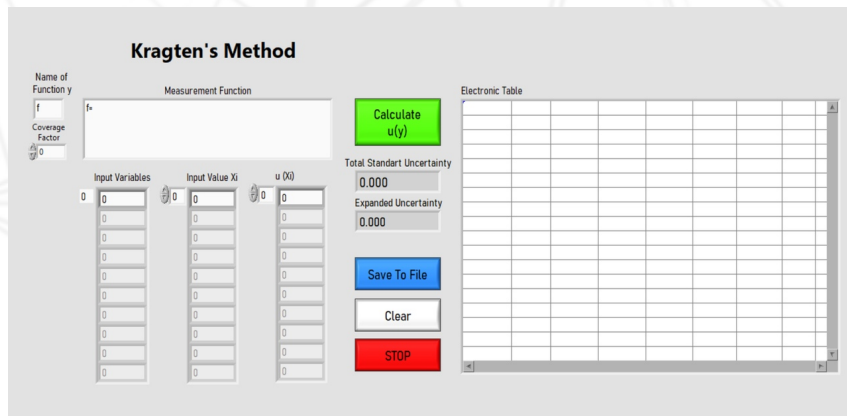 Kragten's Method
Name of
Function y
f
Coverage
Factor
0
Measurement Function
f=
Input Variables
0
0
0
0
0
0
0
0
0
0
0
Input Value Xi
0
0
0
0
0
0
0
0
0
0
0
u (Xi)
0
0
0
0
0
0
0
0
0
0
0
Calculate
u(y)
Total Standart Uncertainty
0.000
Expanded Uncertainty
0.000
Save To File
Clear
STOP
Electronic Table